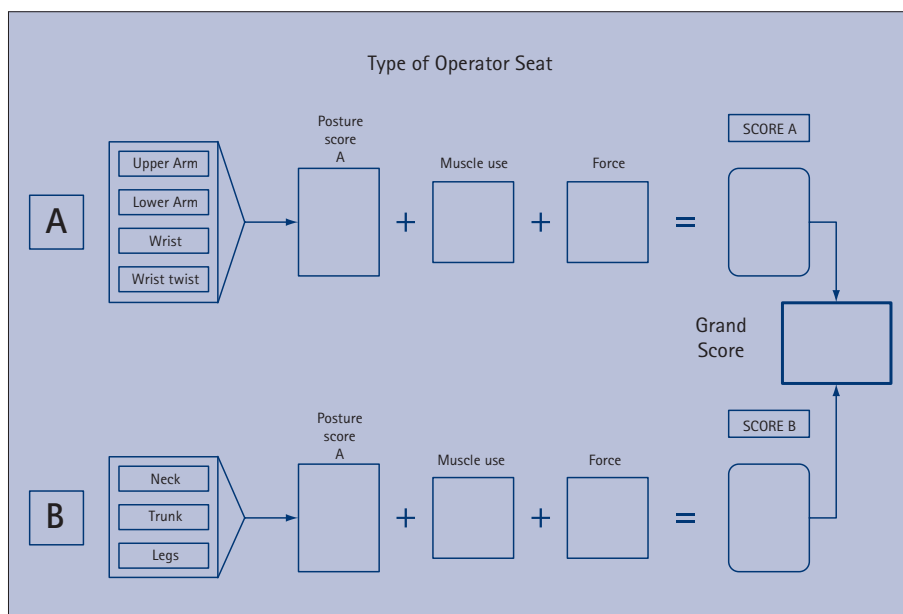 Type of Operator Seat
Posture
score
A
SCORE A
Muscle use
Force
Upper Arm
Lower Arm
Wrist
Wrist twist
A
+
+
=
Grand
Score
Posture
score
A
SCORE B
Muscle use
Force
Neck
Trunk
Legs
B
+
+
=